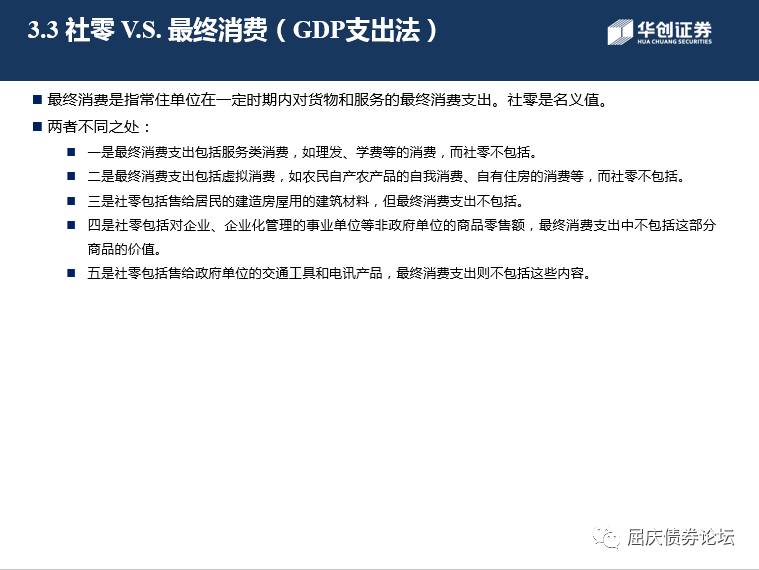 3.3 社零 V.S. 最终消费（GDP支出法）
华创证券
HUA CHUANG SECURITIES
最终消费是指常住单位在一定时期内对货物和服务的最终消费支出。社零是名义值。
两者不同之处：
一是最终消费支出包括服务类消费，如理发、学费等的消费，而社零不包括。
二是最终消费支出包括虚拟消费，如农民自产农产品的自我消费、自有住房的消费等，而社零不包括。
三是社零包括售给居民的建造房屋用的建筑材料，但最终消费支出不包括。
四是社零包括对企业、企业化管理的事业单位等非政府单位的商品零售额，最终消费支出中不包括这部分
商品的价值。
五是社零包括售给政府单位的交通工具和电讯产品，最终消费支出则不包括这些内容。
屈庆债券论坛